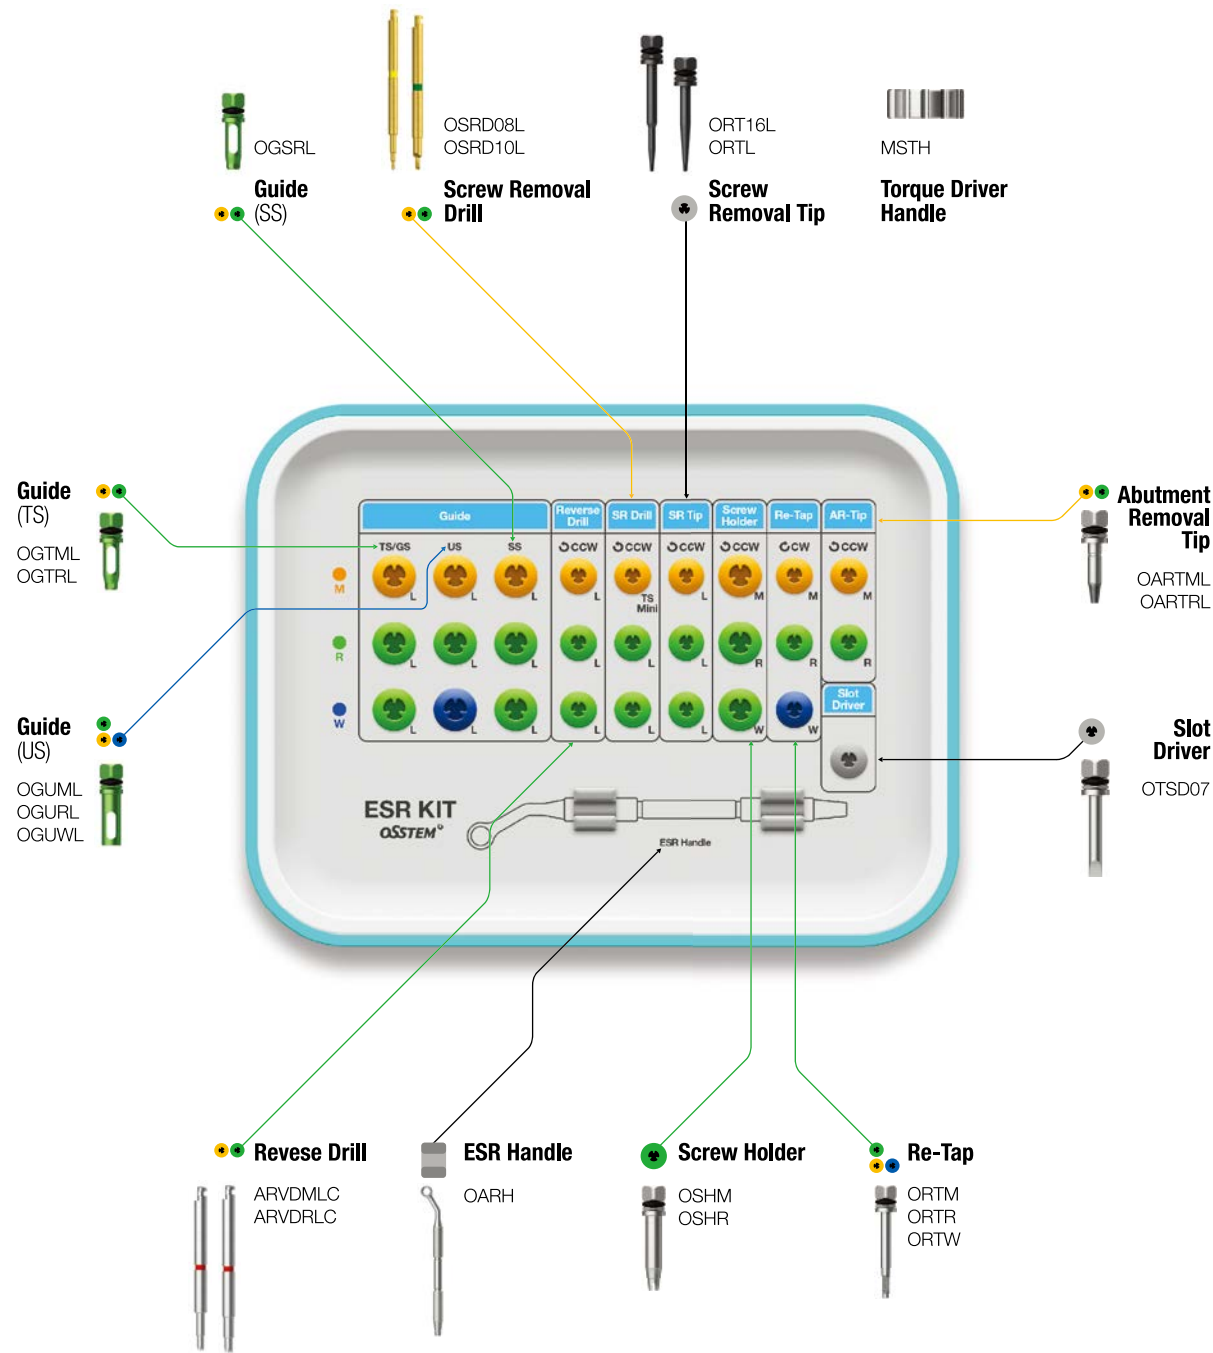 OGSRL
Guide
(SS)
OSRD08L
OSRD10L
Screw Removal
Drill
ORT16L
ORTL
Screw
Removal Tip
MSTH
Torque Driver
Handle
Guide
(TS)
OGTML
OGTRL
Guide
(US)
OGUML
OGURL
OGUWL
Abutment
Removal
Tip
OARTML
OARTRL
Slot
Driver
OTSD07
Guide
Reverse
Drill
SR Drill
SR Tip
Screw
Holder
Re-Tap
AR-Tip
TS/GS
US
SS
CCW
CCW
CCW
CCW
CW
CCW
M
L
L
L
L
TS
Mini
L
M
M
M
R
L
L
L
L
L
L
R
R
R
W
L
L
L
L
L
L
W
W
Slot
Driver
ESR KIT
OSSTEM®
ESR Handle
Revese Drill
ARVDMLC
ARVDRLC
ESR Handle
OARH
Screw Holder
OSHM
OSHR
Re-Tap
ORTM
ORTR
ORTW